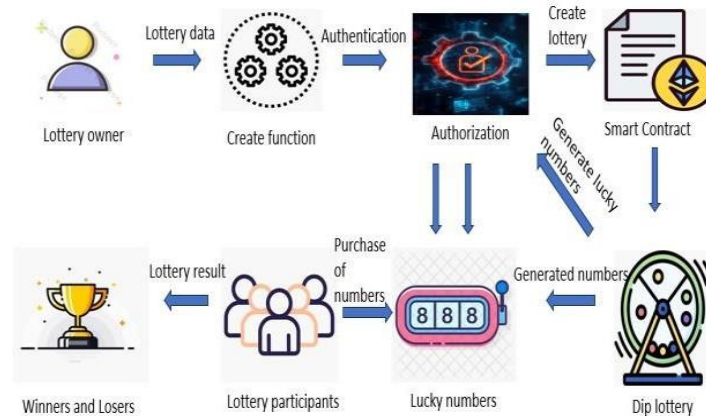 Lottery data
Authentication
Create
lottery
Lottery owner
Create function
Authorization
Smart Contract
Generate lucky
numbers
Lottery result
Purchase
of
numbers
Generated numbers
8 8 8
Winners and Losers
Lottery participants
Lucky numbers
Dip lottery